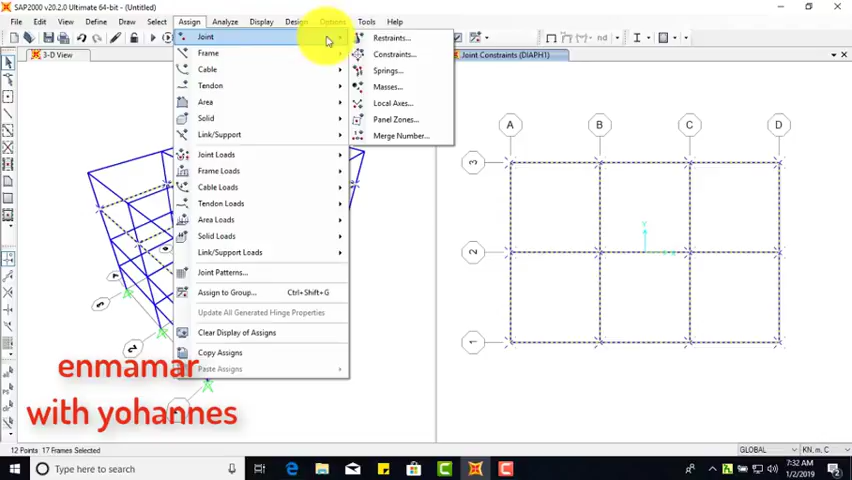 SAP2000 v20.2.0 Ultimate 64-bit - (Untitled)
File Edit View Define Draw Select Assign Analyze Display Design Options Tools Help
3-D View
Joint Constraints (DIAPH1)
Joint
Frame
Cable
Tendon
Area
Solid
Link/Support
Joint Loads
Frame Loads
Cable Loads
Tendon Loads
Area Loads
Solid Loads
Link/Support Loads
Joint Patterns...
Assign to Group... Ctrl+Shift+G
Update All Generated Hinge Properties
Clear Display of Assigns
Copy Assigns
Paste Assigns
Restraints...
Constraints...
Springs...
Masses...
Local Axes...
Panel Zones...
Merge Number...
A B C D
3
2
1
Y
X
enmamar
with yohannes
12 Points 17 Frames Selected
GLOBAL
KN, m, C
Type here to search
7:32 AM
1/2/2019